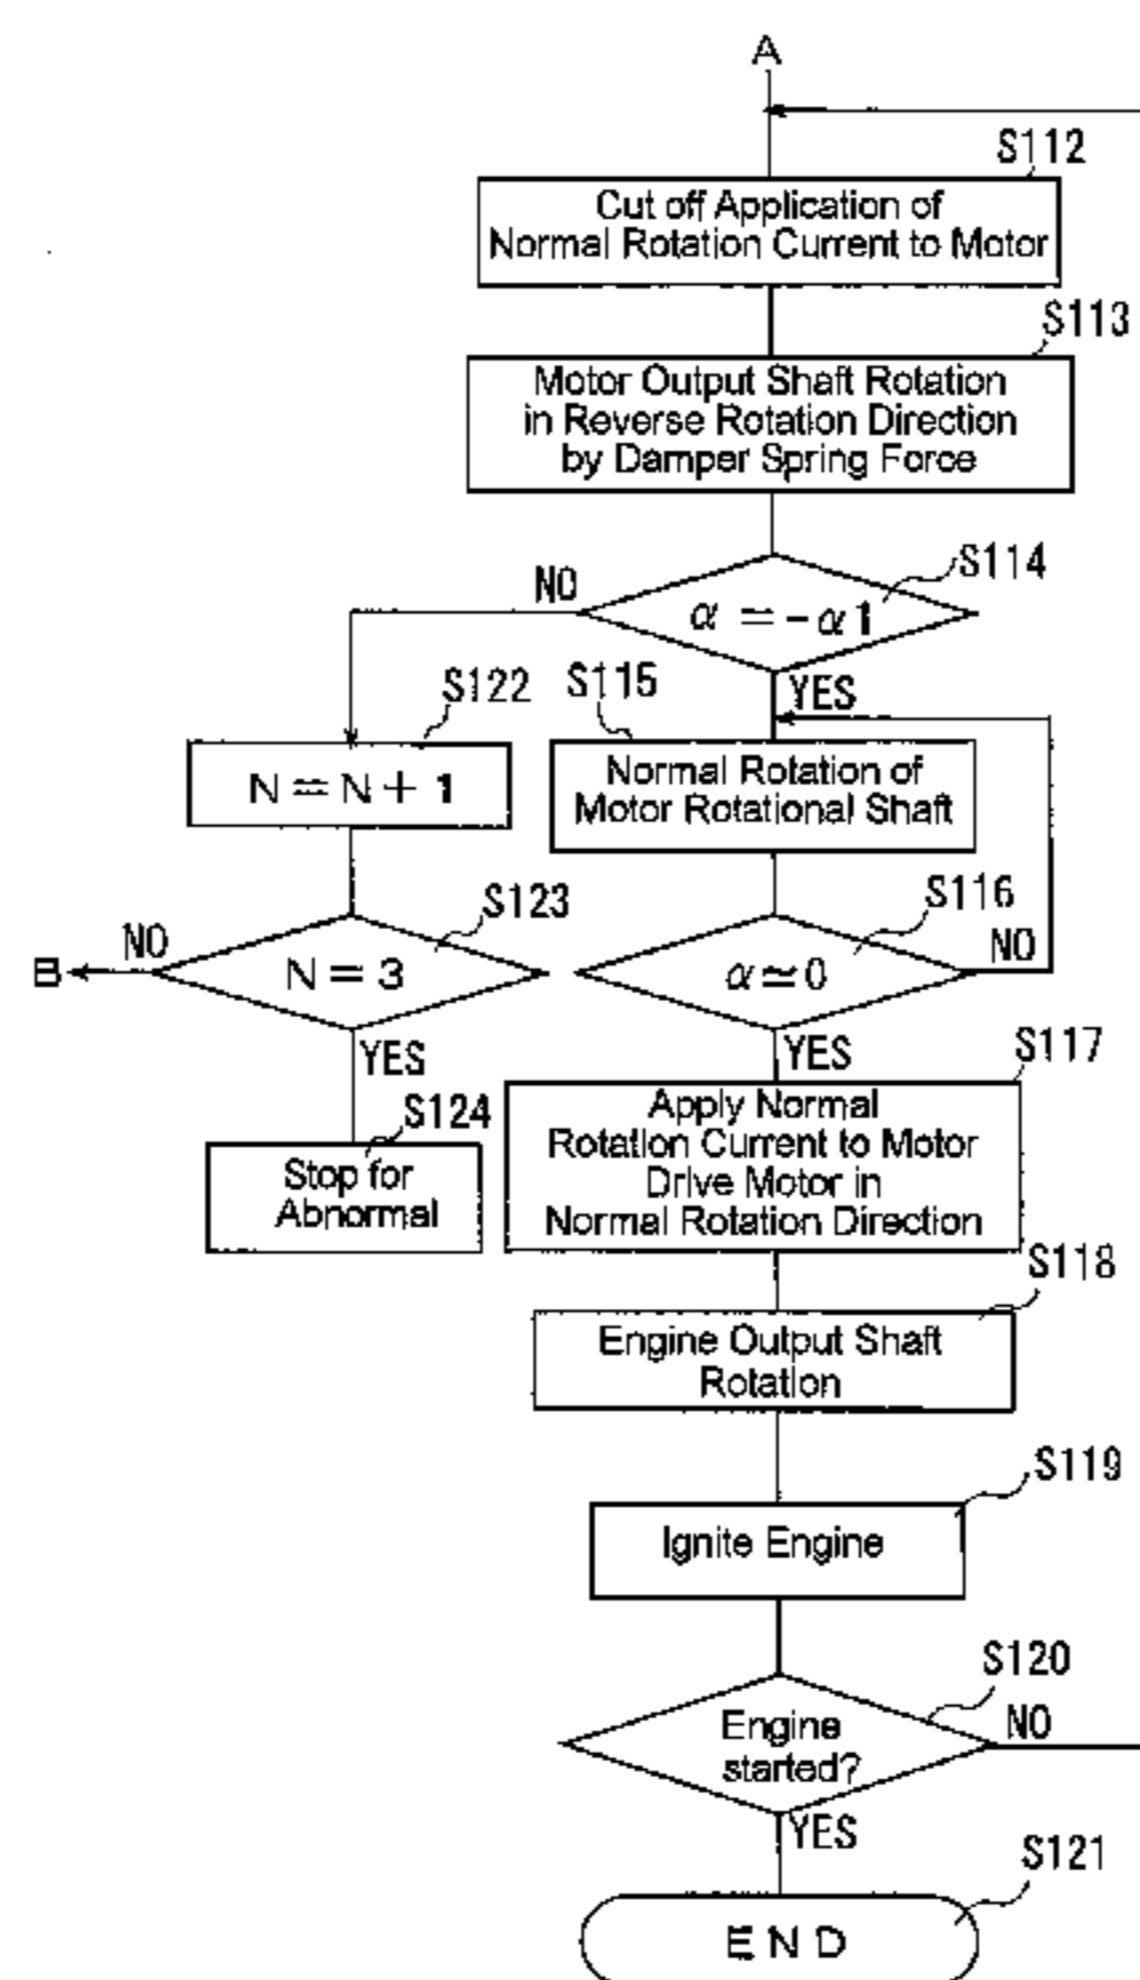 A
S112
Cut off Application of
Normal Rotation Current to Motor
S113
Motor Output Shaft Rotation
in Reverse Rotation Direction
by Damper Spring Force
S114
NO
α = -α1
YES
S122
S115
N = N + 1
Normal Rotation of
Motor Rotational Shaft
S123
S116
B
NO
N = 3
α ≃ 0
NO
YES
YES
S124
S117
Stop for
Abnormal
Apply Normal
Rotation Current to Motor
Drive Motor in
Normal Rotation Direction
S118
Engine Output Shaft
Rotation
S119
Ignite Engine
S120
Engine
started?
NO
YES
S121
END